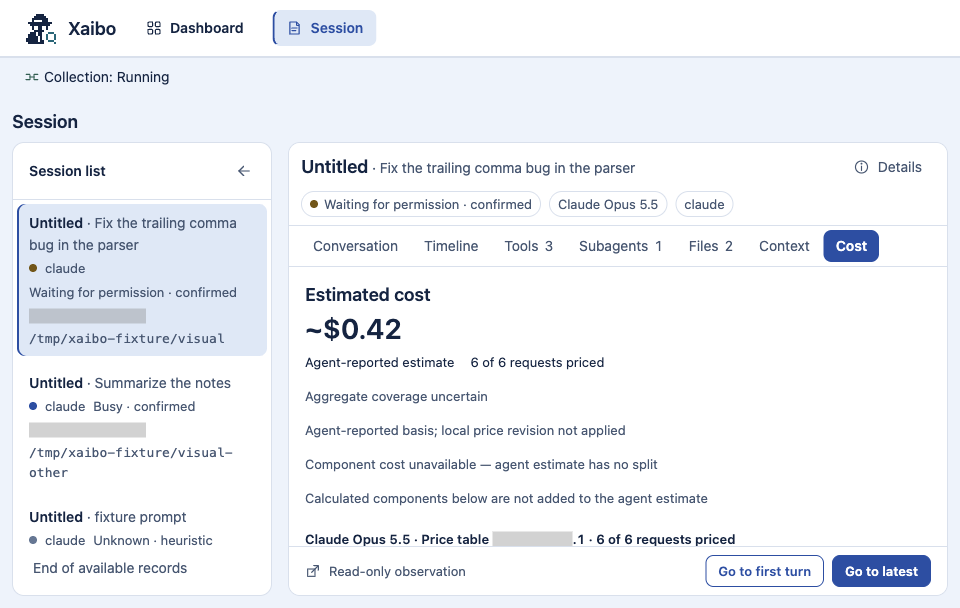 Xaibo
Dashboard
Session
Collection: Running
Session
Session list
Untitled · Fix the trailing comma
bug in the parser
claude
Waiting for permission · confirmed
/tmp/xaibo-fixture/visual
Untitled · Summarize the notes
claude Busy · confirmed
/tmp/xaibo-fixture/visual-
other
Untitled · fixture prompt
claude Unknown · heuristic
End of available records
Untitled · Fix the trailing comma bug in the parser
Details
Waiting for permission · confirmed
Claude Opus 5.5
claude
Conversation
Timeline
Tools 3
Subagents 1
Files 2
Context
Cost
Estimated cost
~$0.42
Agent-reported estimate 6 of 6 requests priced
Aggregate coverage uncertain
Agent-reported basis; local price revision not applied
Component cost unavailable — agent estimate has no split
Calculated components below are not added to the agent estimate
Claude Opus 5.5 · Price table .1 · 6 of 6 requests priced
Read-only observation
Go to first turn
Go to latest